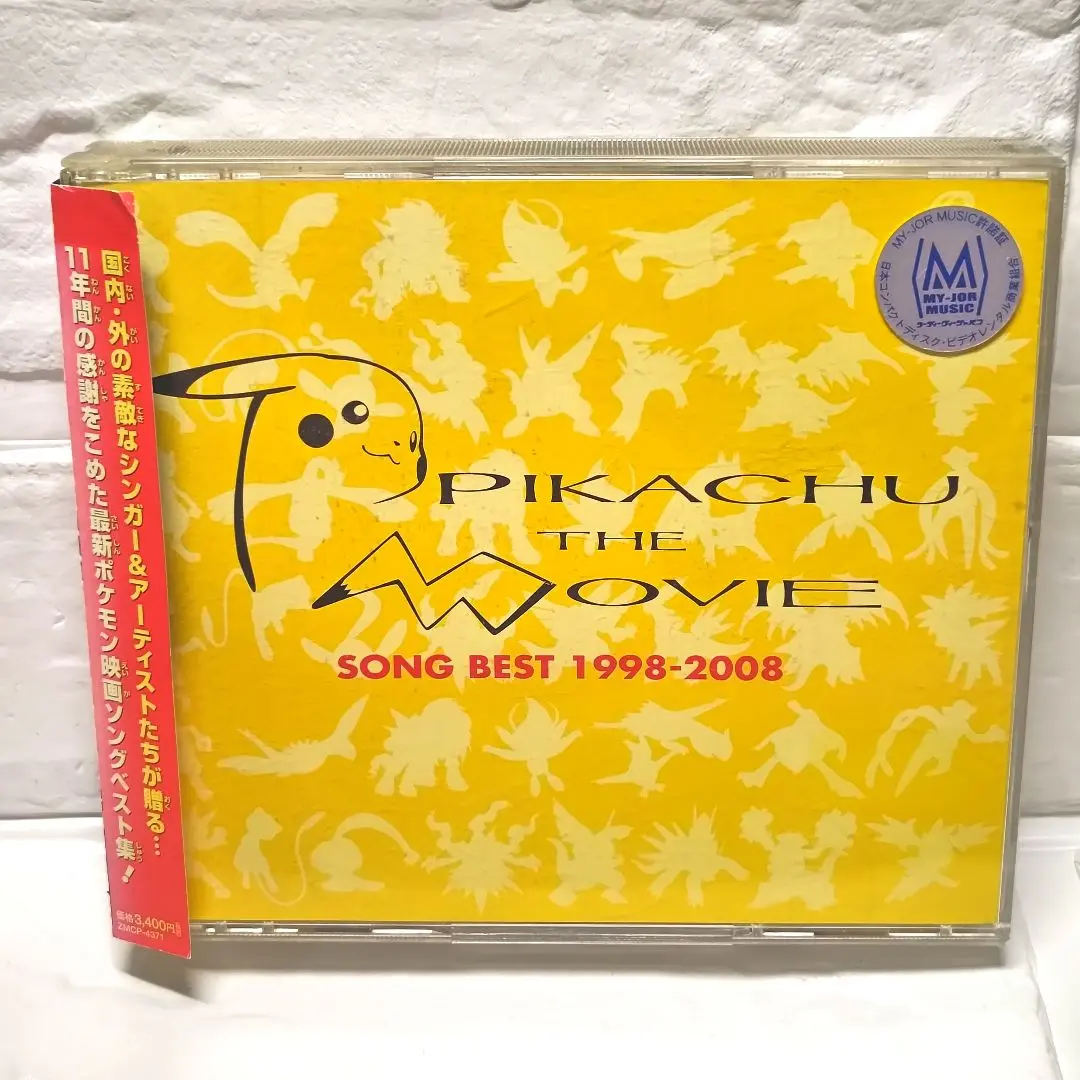 国内・外の素敵なシンガー&アーティストたちが贈る…
11年間の感謝をこめた最新ポケモン映画ソングベスト集!
価格3,400円
ZMCP-4371
PIKACHU
THE
MOVIE
SONG BEST 1998-2008
MY-JOR MUSIC許諾証
M
MY-JOR
MUSIC
日本コンパクトディスク・ビデオレンタル商業組合